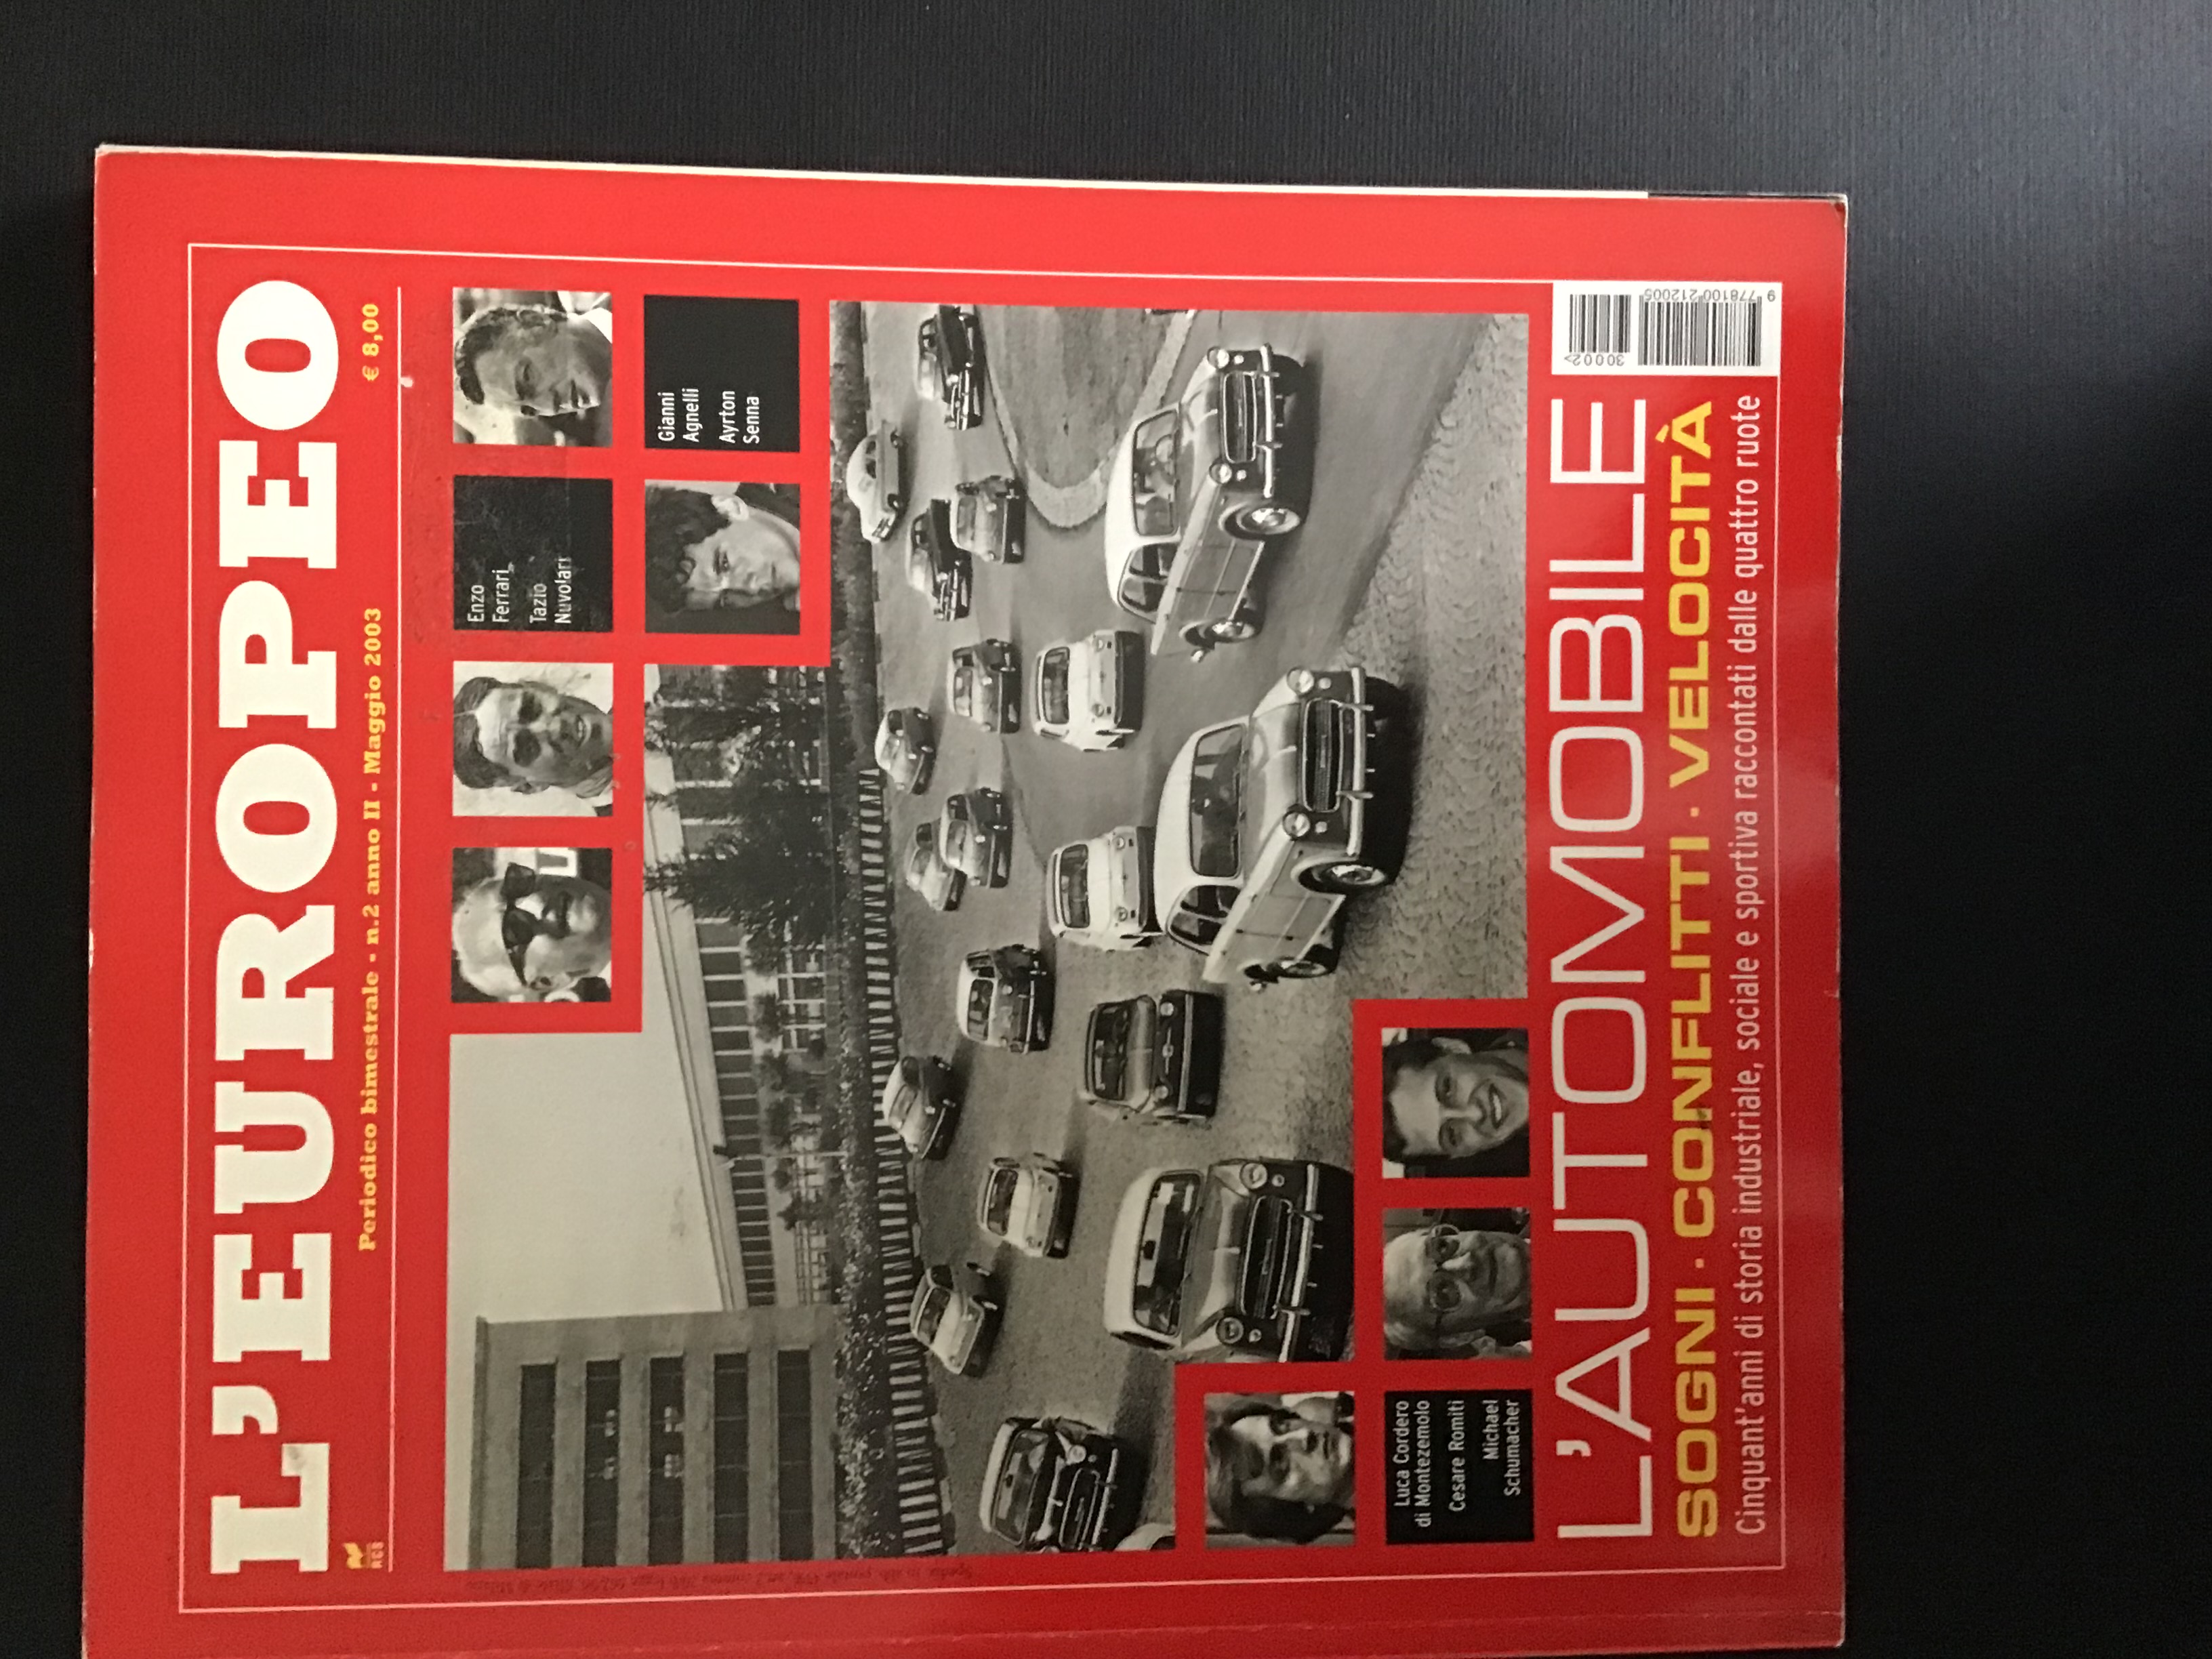 L'EUROPEO
RCS
Periodico bimestrale - n.2 anno II - Maggio 2003
€ 8,00
Enzo
Ferrari
Tazio
Nuvolari
Gianni
Agnelli
Ayrton
Senna
Luca Cordero
di Montezemolo
Cesare Romiti
Michael
Schumacher
L'AUTOMOBILE
SOGNI · CONFLITTI · VELOCITÀ
Cinquant'anni di storia industriale, sociale e sportiva raccontati dalle quattro ruote
30002>
9 778100 212005